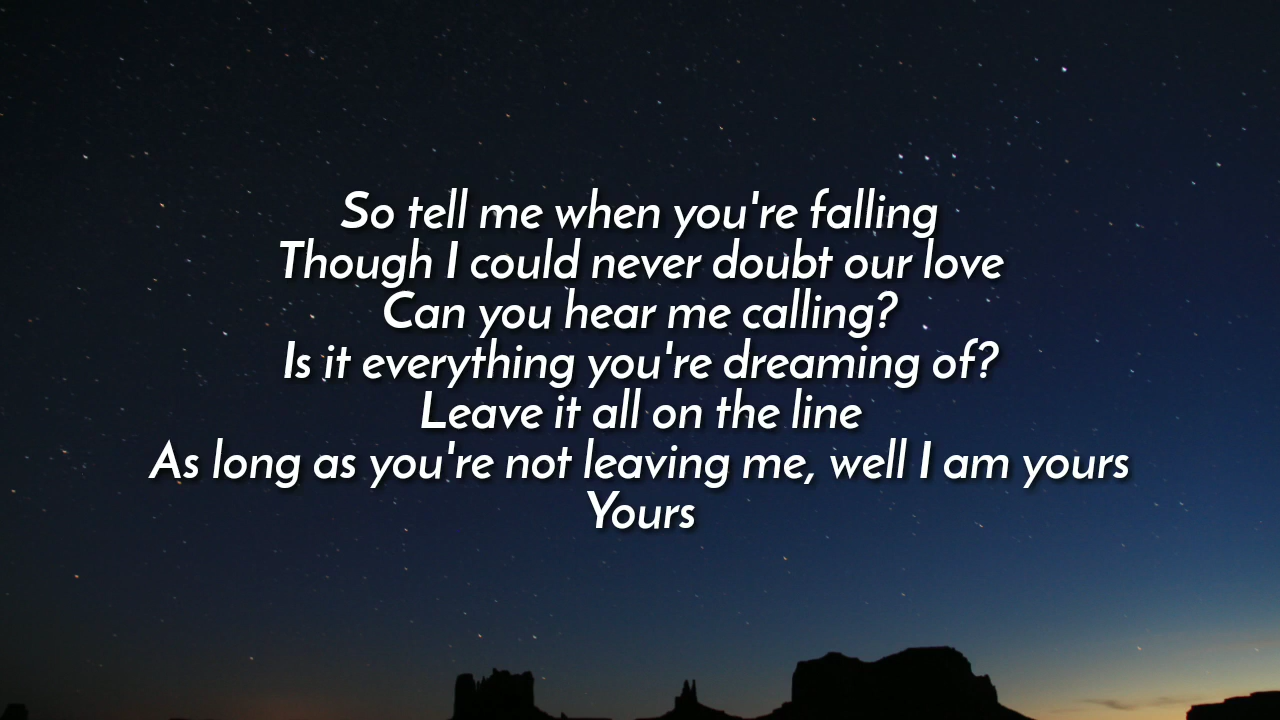 So tell me when you're falling
Though I could never doubt our love
Can you hear me calling?
Is it everything you're dreaming of?
Leave it all on the line
As long as you're not leaving me, well I am yours
Yours